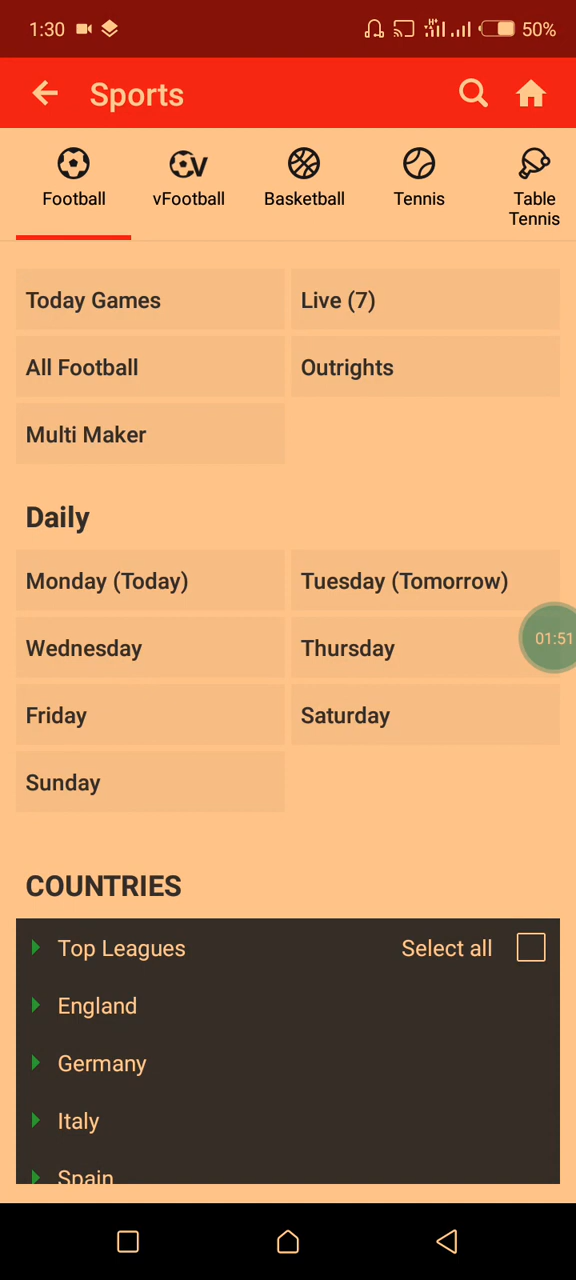 1:30 50%
Sports
Football vFootball Basketball Tennis Table Tennis
Today Games Live (7)
All Football Outrights
Multi Maker
Daily
Monday (Today) Tuesday (Tomorrow)
01:51
Wednesday Thursday
Friday Saturday
Sunday
COUNTRIES
Top Leagues Select all
England
Germany
Italy
Spain